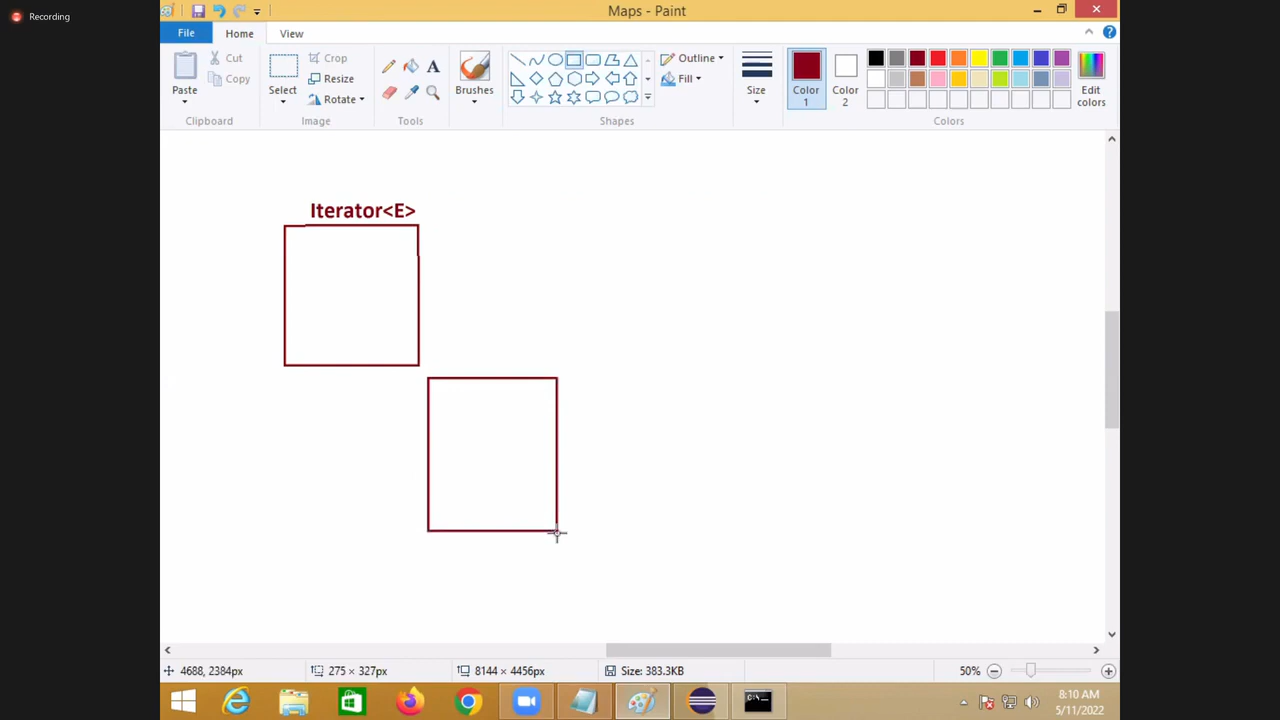 Recording
Maps - Paint
File
Home
View
Cut
Copy
Paste
Clipboard
Crop
Resize
Rotate
Select
Image
A
Tools
Brushes
Outline
Fill
Shapes
Size
Color 1
Color 2
Edit colors
Colors
Iterator<E>
4688, 2384px
275 × 327px
8144 × 4456px
Size: 383.3KB
50%
C:\.
8:10 AM
5/11/2022